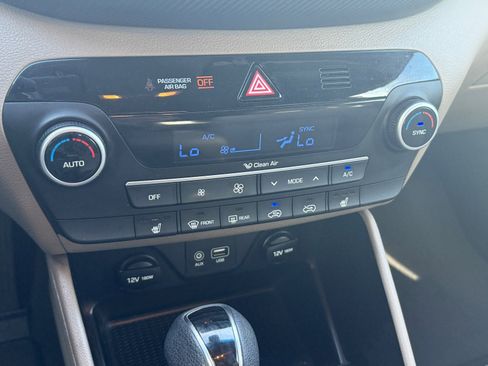 PASSENGER
AIR BAG OFF
A/C SYNC
Lo Lo
AUTO SYNC
Clean Air
OFF MODE A/C
FRONT REAR
AUX USB
12V 180W 12V 180W